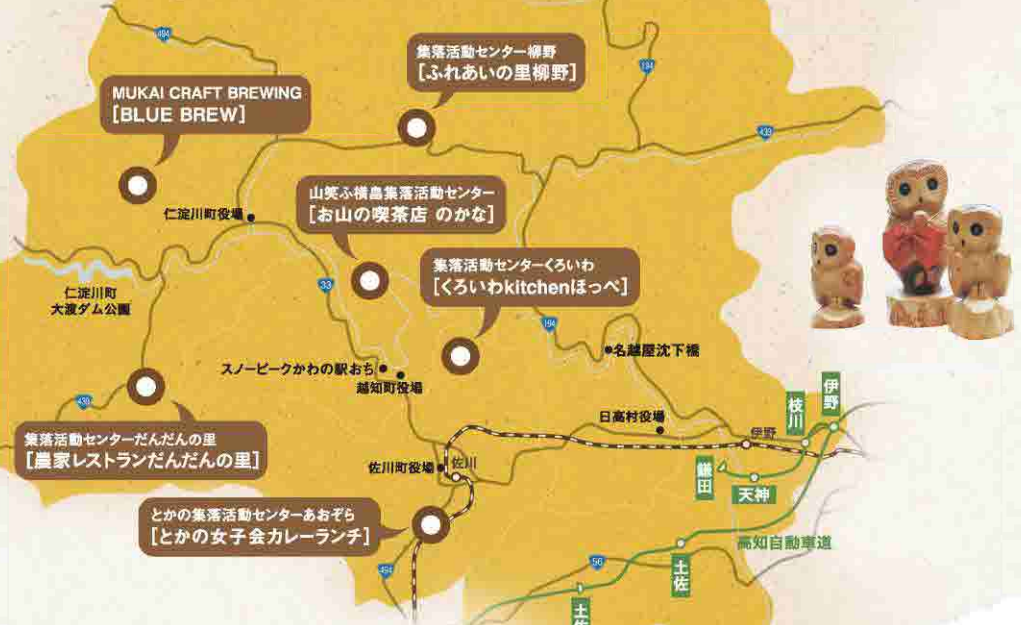 494
集落活動センター柳野
[ふれあいの里柳野]
194
MUKAI CRAFT BREWING
[BLUE BREW]
439
山笑ふ横畠集落活動センター
[お山の喫茶店 のかな]
仁淀川町役場
集落活動センターくろいわ
[くろいわkitchenほっぺ]
33
仁淀川町
大渡ダム公園
194
名越屋沈下橋
スノーピークかわの駅おち
越知町役場
439
伊野
枝川
日高村役場
伊野
集落活動センターだんだんの里
[農家レストランだんだんの里]
佐川町役場
佐川
鎌田
天神
とかの集落活動センターあおぞら
[とかの女子会カレーランチ]
高知自動車道
494
56
土佐
土佐